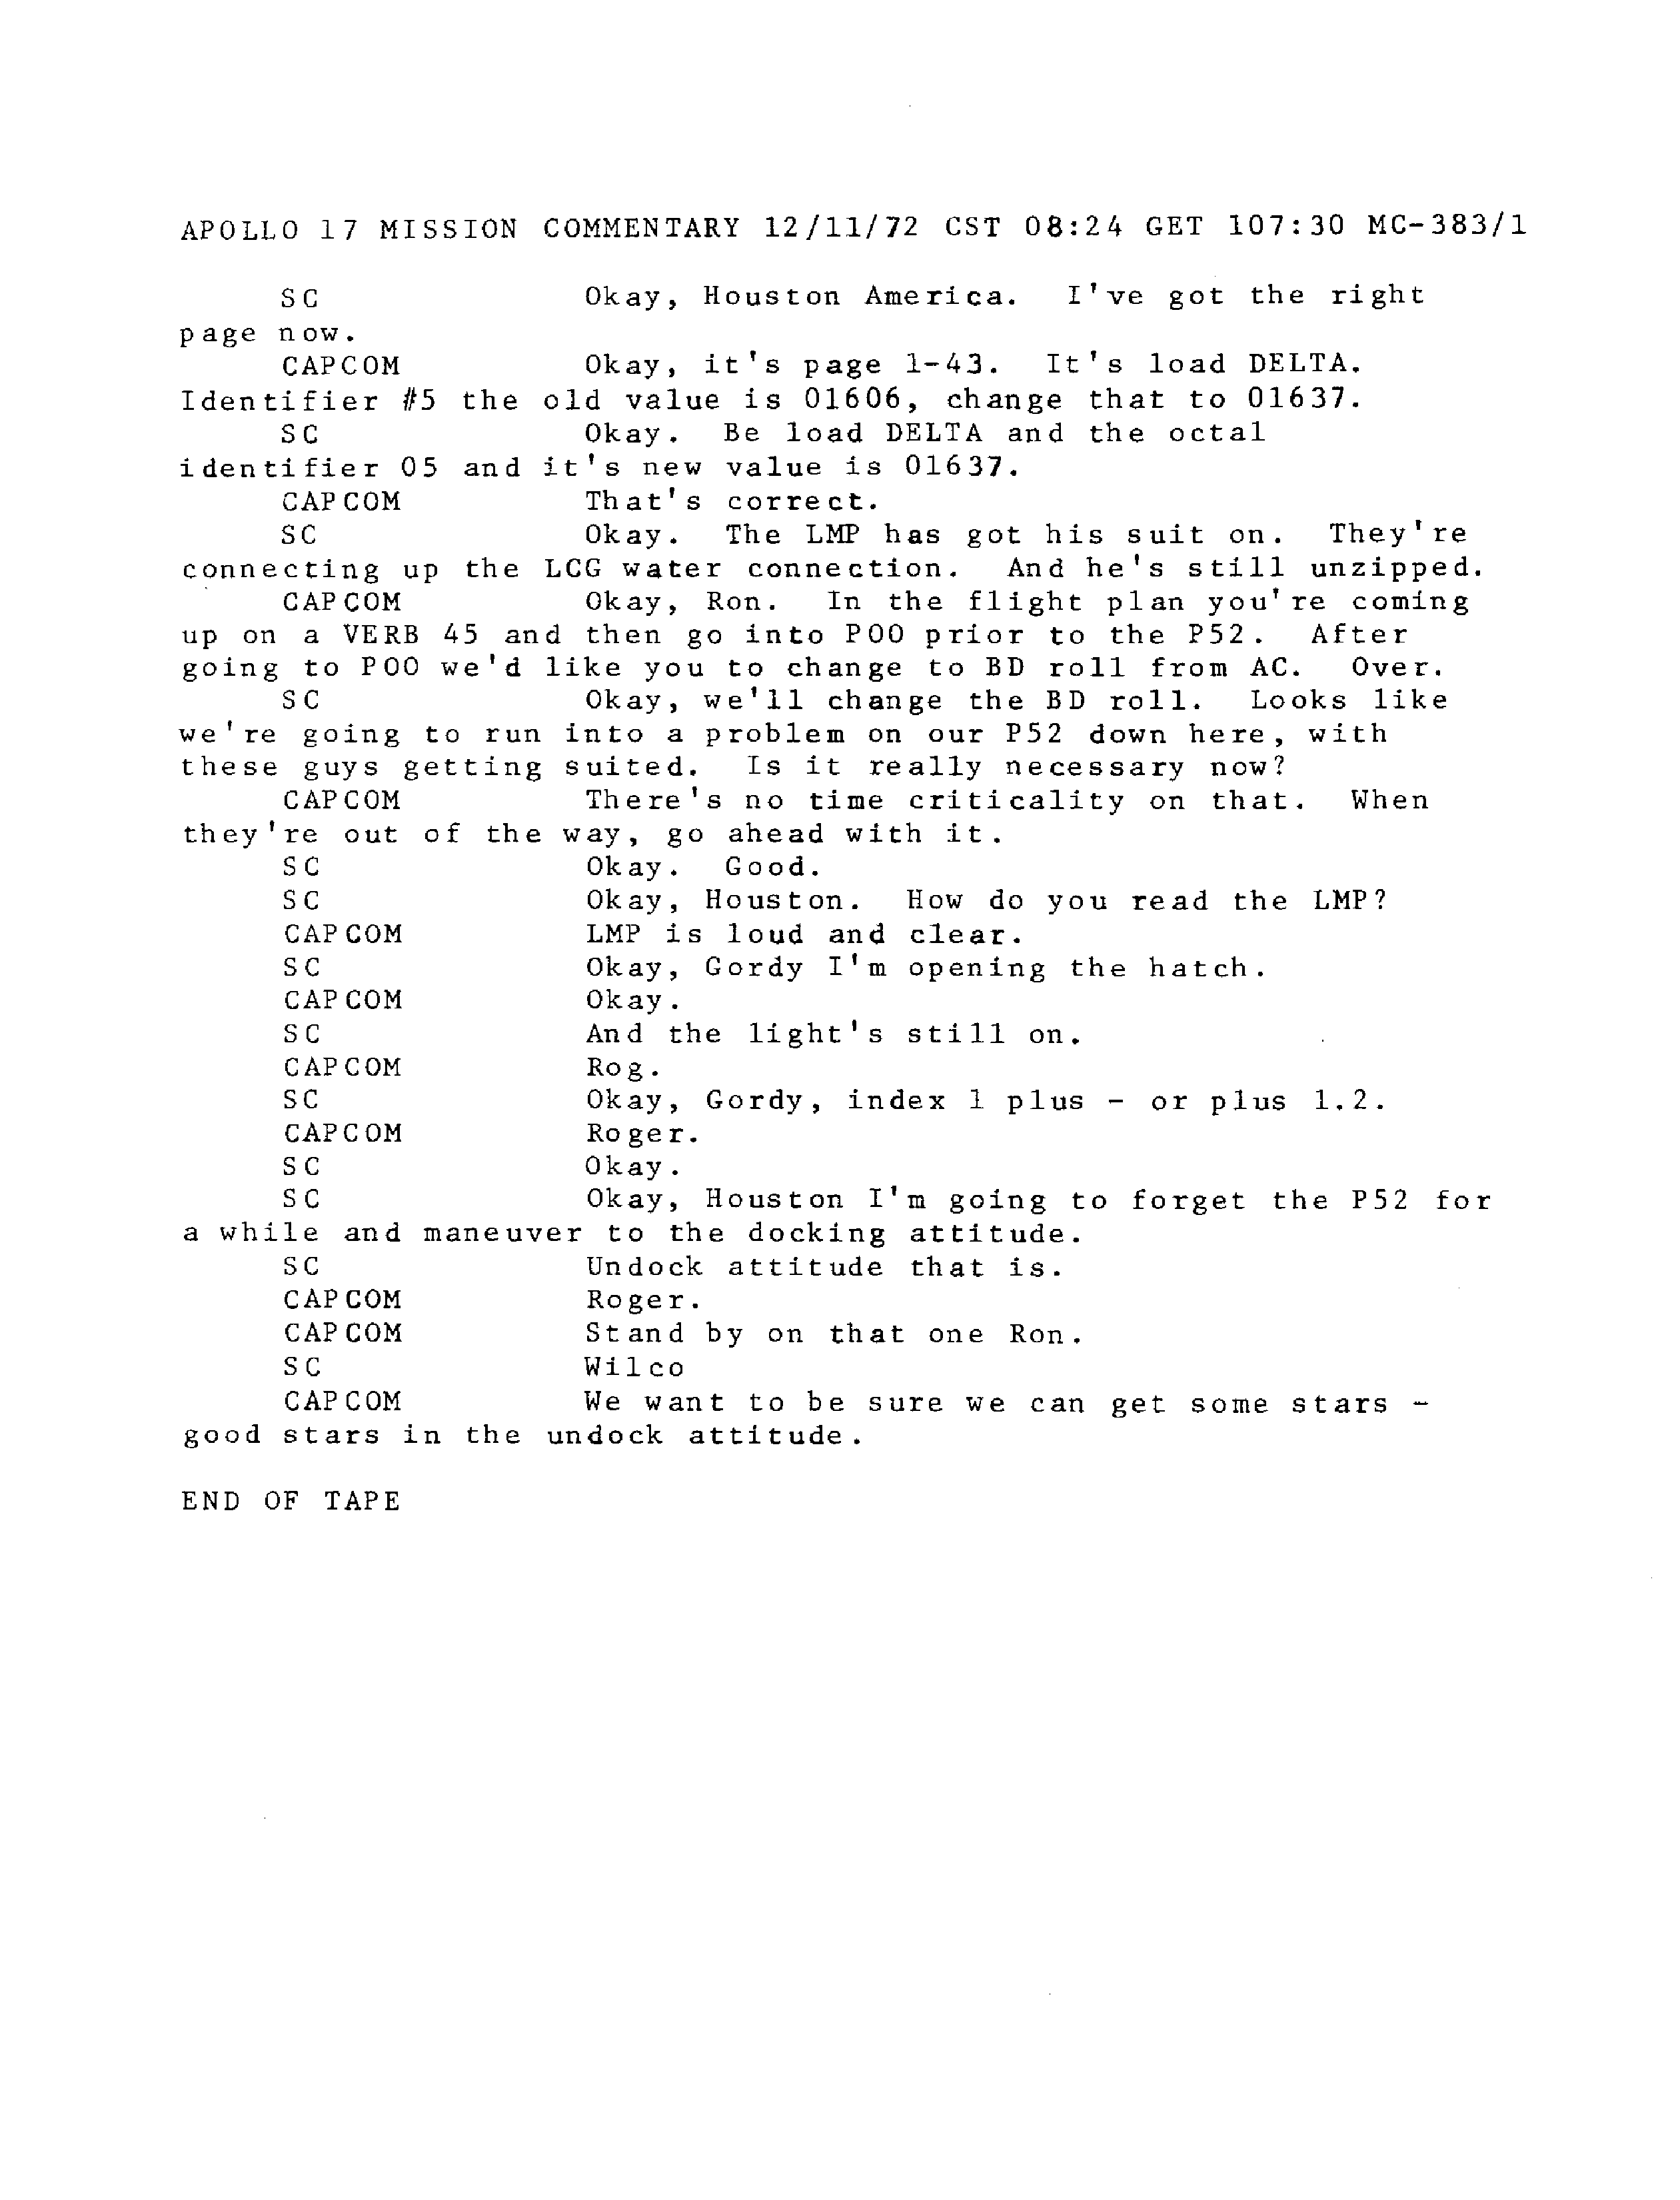 APOLLO 17 MISSION COMMENTARY 12/11/72 CST 08:24 GET 107:30 MC-383/1
SC Okay, Houston America. I've got the right
page now.
CAPCOM Okay, it's page 1-43. It's load DELTA.
Identifier #5 the old value is 01606, change that to 01637.
SC Okay. Be load DELTA and the octal
identifier 05 and it's new value is 01637.
CAPCOM That's correct.
SC Okay. The LMP has got his suit on. They're
connecting up the LCG water connection. And he's still unzipped.
CAPCOM Okay, Ron. In the flight plan you're coming
up on a VERB 45 and then go into POO prior to the P52. After
going to POO we'd like you to change to BD roll from AC. Over.
SC Okay, we'll change the BD roll. Looks like
we're going to run into a problem on our P52 down here, with
these guys getting suited. Is it really necessary now?
CAPCOM There's no time criticality on that. When
they're out of the way, go ahead with it.
SC Okay. Good.
SC Okay, Houston. How do you read the LMP?
CAPCOM LMP is loud and clear.
SC Okay, Gordy I'm opening the hatch.
CAPCOM Okay.
SC And the light's still on.
CAPCOM Rog.
SC Okay, Gordy, index 1 plus - or plus 1.2.
CAPCOM Roger.
SC Okay.
SC Okay, Houston I'm going to forget the P52 for
a while and maneuver to the docking attitude.
SC Undock attitude that is.
CAPCOM Roger.
CAPCOM Stand by on that one Ron.
SC Wilco
CAPCOM We want to be sure we can get some stars -
good stars in the undock attitude.
END OF TAPE